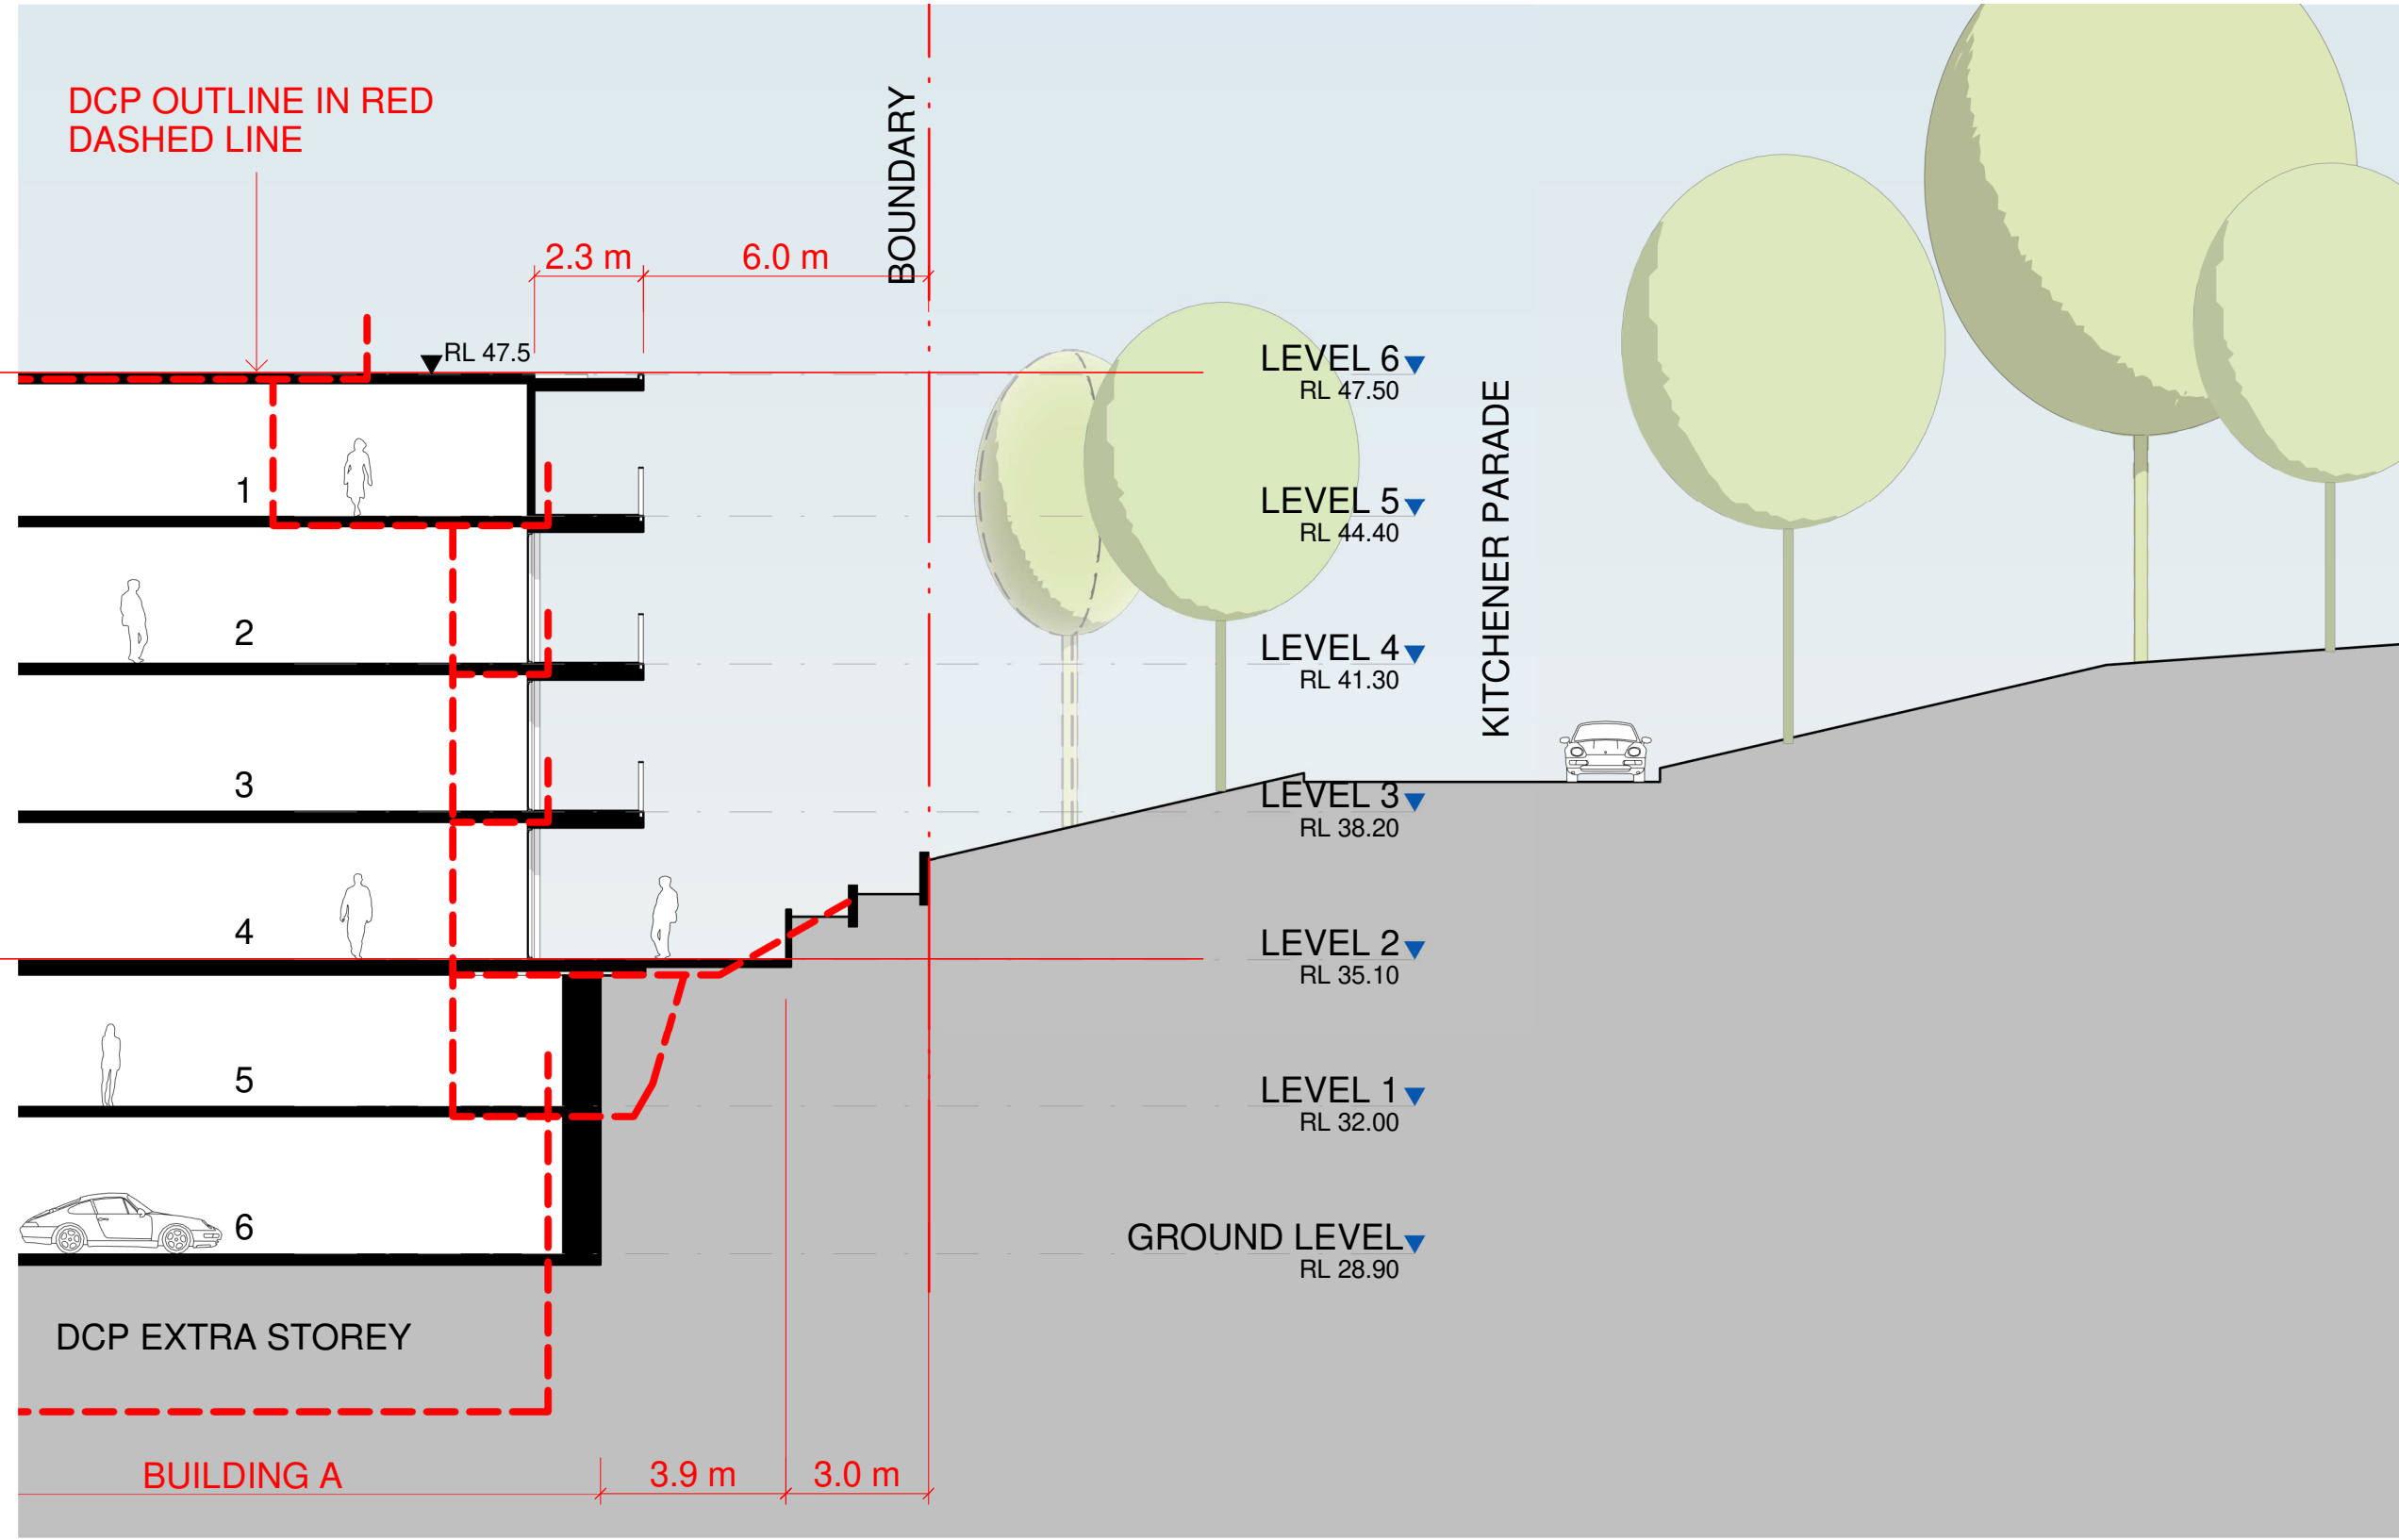 DCP OUTLINE IN RED
DASHED LINE
BOUNDARY
2.3 m
6.0 m
RL 47.5
LEVEL 6
RL 47.50
KITCHENER PARADE
1
LEVEL 5
RL 44.40
2
LEVEL 4
RL 41.30
3
LEVEL 3
RL 38.20
4
LEVEL 2
RL 35.10
5
LEVEL 1
RL 32.00
6
GROUND LEVEL
RL 28.90
DCP EXTRA STOREY
BUILDING A
3.9 m
3.0 m